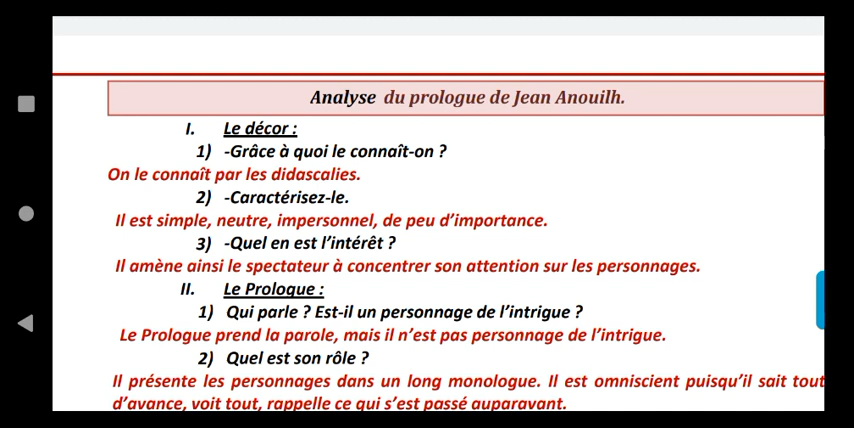 Analyse du prologue de Jean Anouilh.
I. Le décor :
1) -Grâce à quoi le connaît-on ?
On le connaît par les didascalies.
2) -Caractérisez-le.
Il est simple, neutre, impersonnel, de peu d’importance.
3) -Quel en est l’intérêt ?
Il amène ainsi le spectateur à concentrer son attention sur les personnages.
II. Le Prologue :
1) Qui parle ? Est-il un personnage de l’intrigue ?
Le Prologue prend la parole, mais il n’est pas personnage de l’intrigue.
2) Quel est son rôle ?
Il présente les personnages dans un long monologue. Il est omniscient puisqu’il sait tout
d’avance, voit tout, rappelle ce qui s’est passé auparavant.